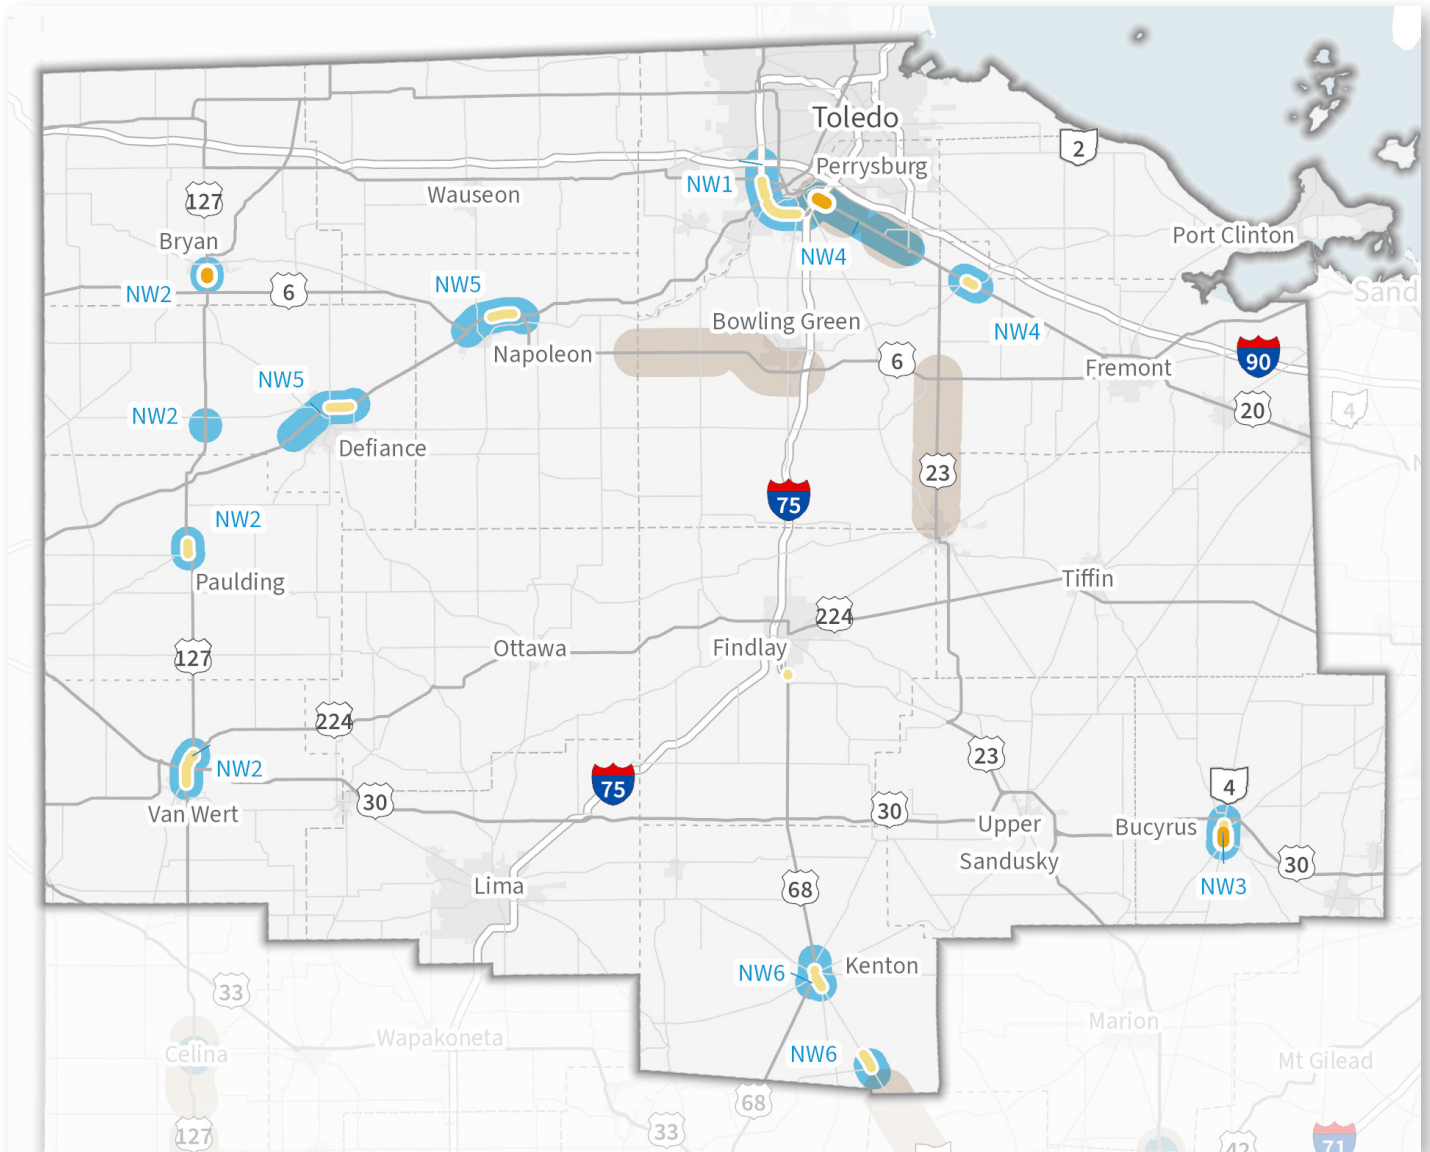 Toledo
2
Perrysburg
NW1
Wauseon
127
Bryan
Port Clinton
NW4
NW5
NW2
6
Sand
Bowling Green
NW4
Napoleon
6
90
Fremont
NW5
20
4
NW2
Defiance
23
75
NW2
Paulding
Tiffin
224
Ottawa
Findlay
127
224
23
NW2
75
4
30
30
Van Wert
Upper
Sandusky
Bucyrus
30
Lima
68
NW3
NW6
Kenton
33
Marion
Wapakoneta
Celina
NW6
Mt Gilead
68
33
127
42
71